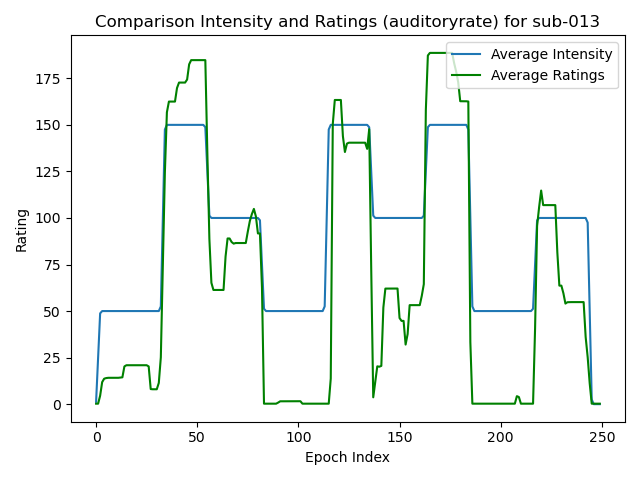 Comparison Intensity and Ratings (auditoryrate) for sub-013
Average Intensity
Average Ratings
Rating
175
150
125
100
75
50
25
0
0 50 100 150 200 250
Epoch Index